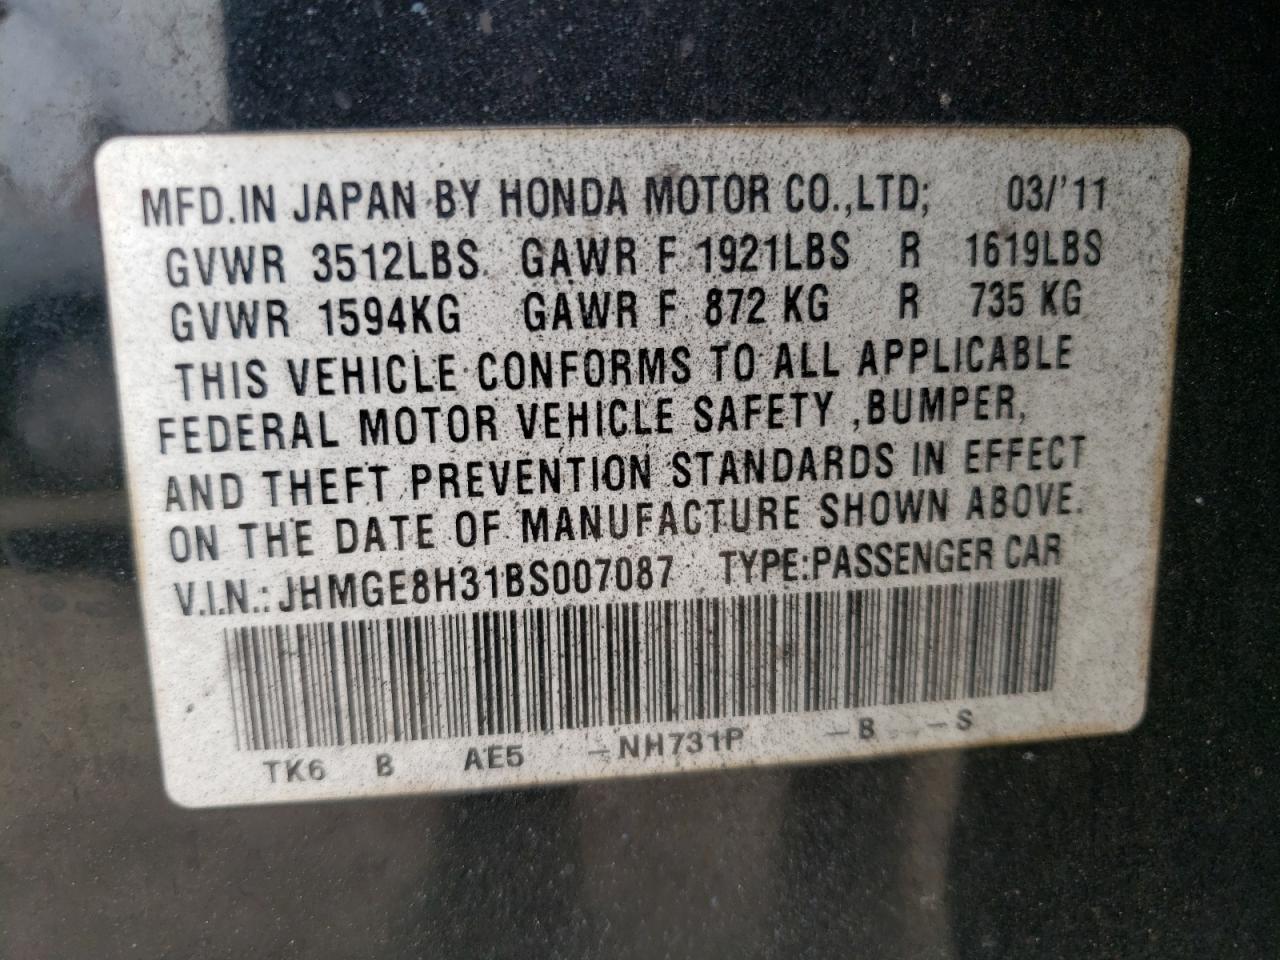 MFD. IN JAPAN BY HONDA MOTOR CO.,LTD; 03/'11
GVWR 3512LBS GAWR F 1921LBS R 1619LBS
GVWR 1594KG GAWR F 872 KG R 735 KG
THIS VEHICLE CONFORMS TO ALL APPLICABLE
FEDERAL MOTOR VEHICLE SAFETY ,BUMPER,
AND THEFT PREVENTION STANDARDS IN EFFECT
ON THE DATE OF MANUFACTURE SHOWN ABOVE.
V.I.N.: JHMGE8H31BS007087 TYPE:PASSENGER CAR
TK6 B AE5 -NH731P -B -S